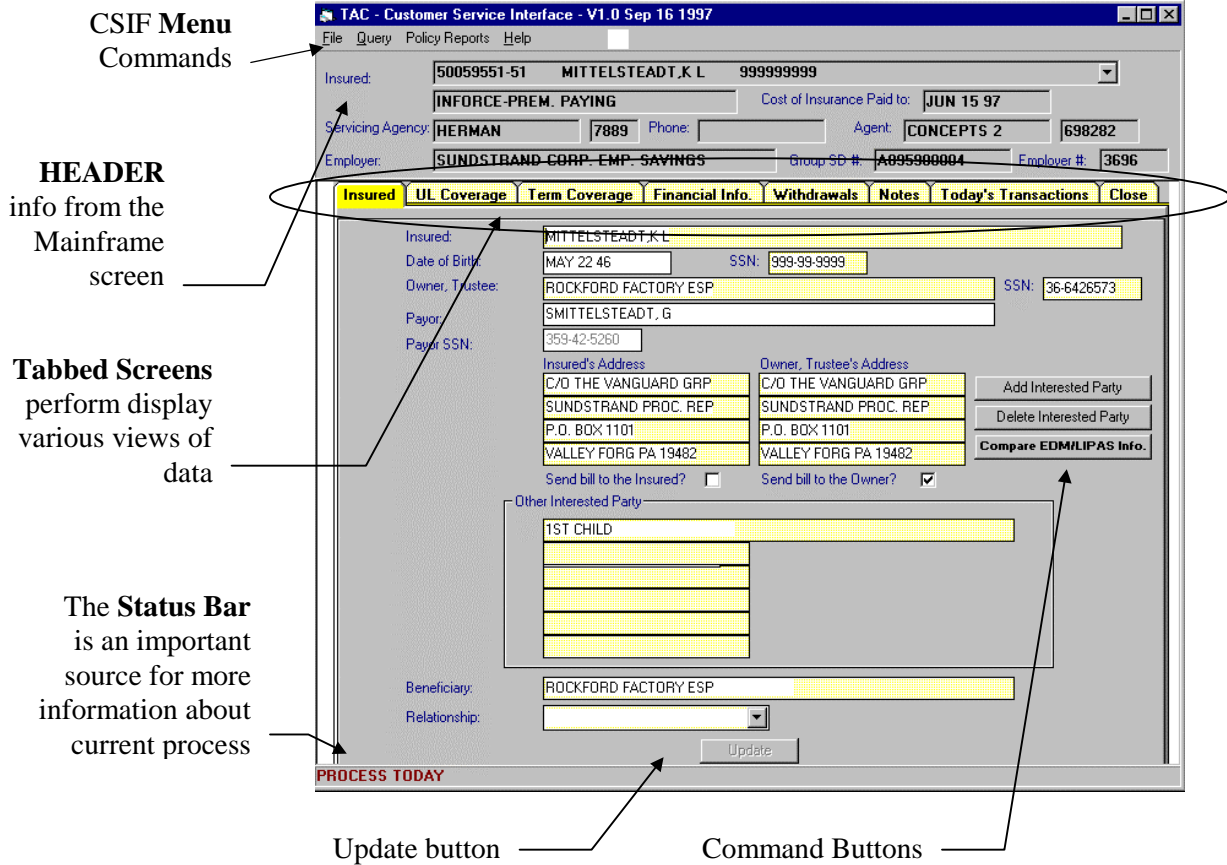 CSIF Menu
Commands
HEADER
info from the
Mainframe
screen
Tabbed Screens
perform display
various views of
data
The Status Bar
is an important
source for more
information about
current process
TAC - Customer Service Interface - V1.0 Sep 16 1997
File Query Policy Reports Help
Insured: 50059551-51 MITTELSTEADT,K L 999999999
INFORCE-PREM. PAYING Cost of Insurance Paid to: JUN 15 97
Servicing Agency: HERMAN 7889 Phone: Agent: CONCEPTS 2 698282
Employer: SUNDSTRAND CORP. EMP. SAVINGS Group SD #: A095900004 Employer #: 3696
Insured UL Coverage Term Coverage Financial Info. Withdrawals Notes Today's Transactions Close
Insured: MITTELSTEADT,K L
Date of Birth: MAY 22 46 SSN: 999-99-9999
Owner, Trustee: ROCKFORD FACTORY ESP SSN: 36-6426573
Payor: SMITTELSTEADT, G
Payor SSN: 359-42-5260
Insured's Address Owner, Trustee's Address
C/O THE VANGUARD GRP C/O THE VANGUARD GRP Add Interested Party
SUNDSTRAND PROC. REP SUNDSTRAND PROC. REP Delete Interested Party
P.O. BOX 1101 P.O. BOX 1101
VALLEY FORG PA 19482 VALLEY FORG PA 19482 Compare EDM/LIPAS Info.
Send bill to the Insured? Send bill to the Owner?
Other Interested Party
1ST CHILD
Beneficiary: ROCKFORD FACTORY ESP
Relationship:
Update
PROCESS TODAY
Update button Command Buttons